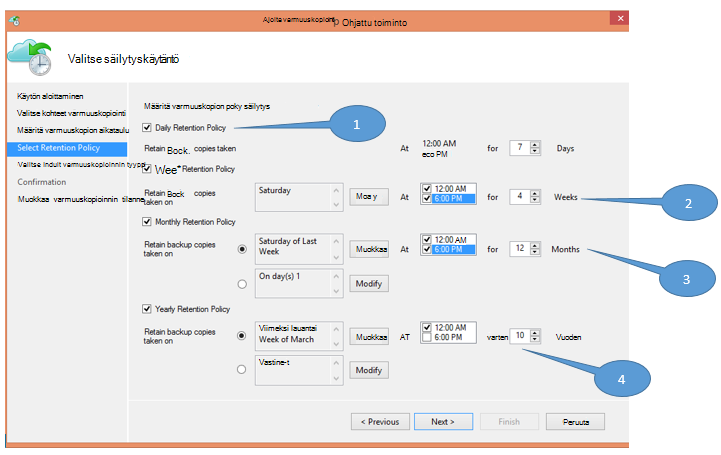 Ajoita varmuuskopiont p Ohjattu toiminto
Valitse säilytyskäytäntö
Käytön aloittaminen
Valitse kohteet varmuuskopiointi
Määritä varmuuskopion aikataulu
Select Retention Policy
Valitse induit varmuuskopioinnin tyyppi
Confirmation
Muokkaa varmuuskopioinnin tilanne
Määritä varmuuskopion poky säilytys
Daily Retention Policy
Retain Bock. copies taken At 12:00 AM for 7 Days
eco PM
Wee* Retention Policy
Retain Bock copies taken on
Saturday
Moa y At 12:00 AM for 4 Weeks
6:00 PM
Monthly Retention Policy
Retain backup copies taken on
Saturday of Last Week
Muokkaa At 12:00 AM for 12 Months
6:00 PM
On day(s) 1
Modify
Yearly Retention Policy
Retain backup copies taken on
Viimeksi lauantai
Week of March
Muokkaa AT 12:00 AM varten 10 Vuoden
6:00 PM
Vastine-t
Modify
< Previous Next > Finish Peruuta
1
2
3
4